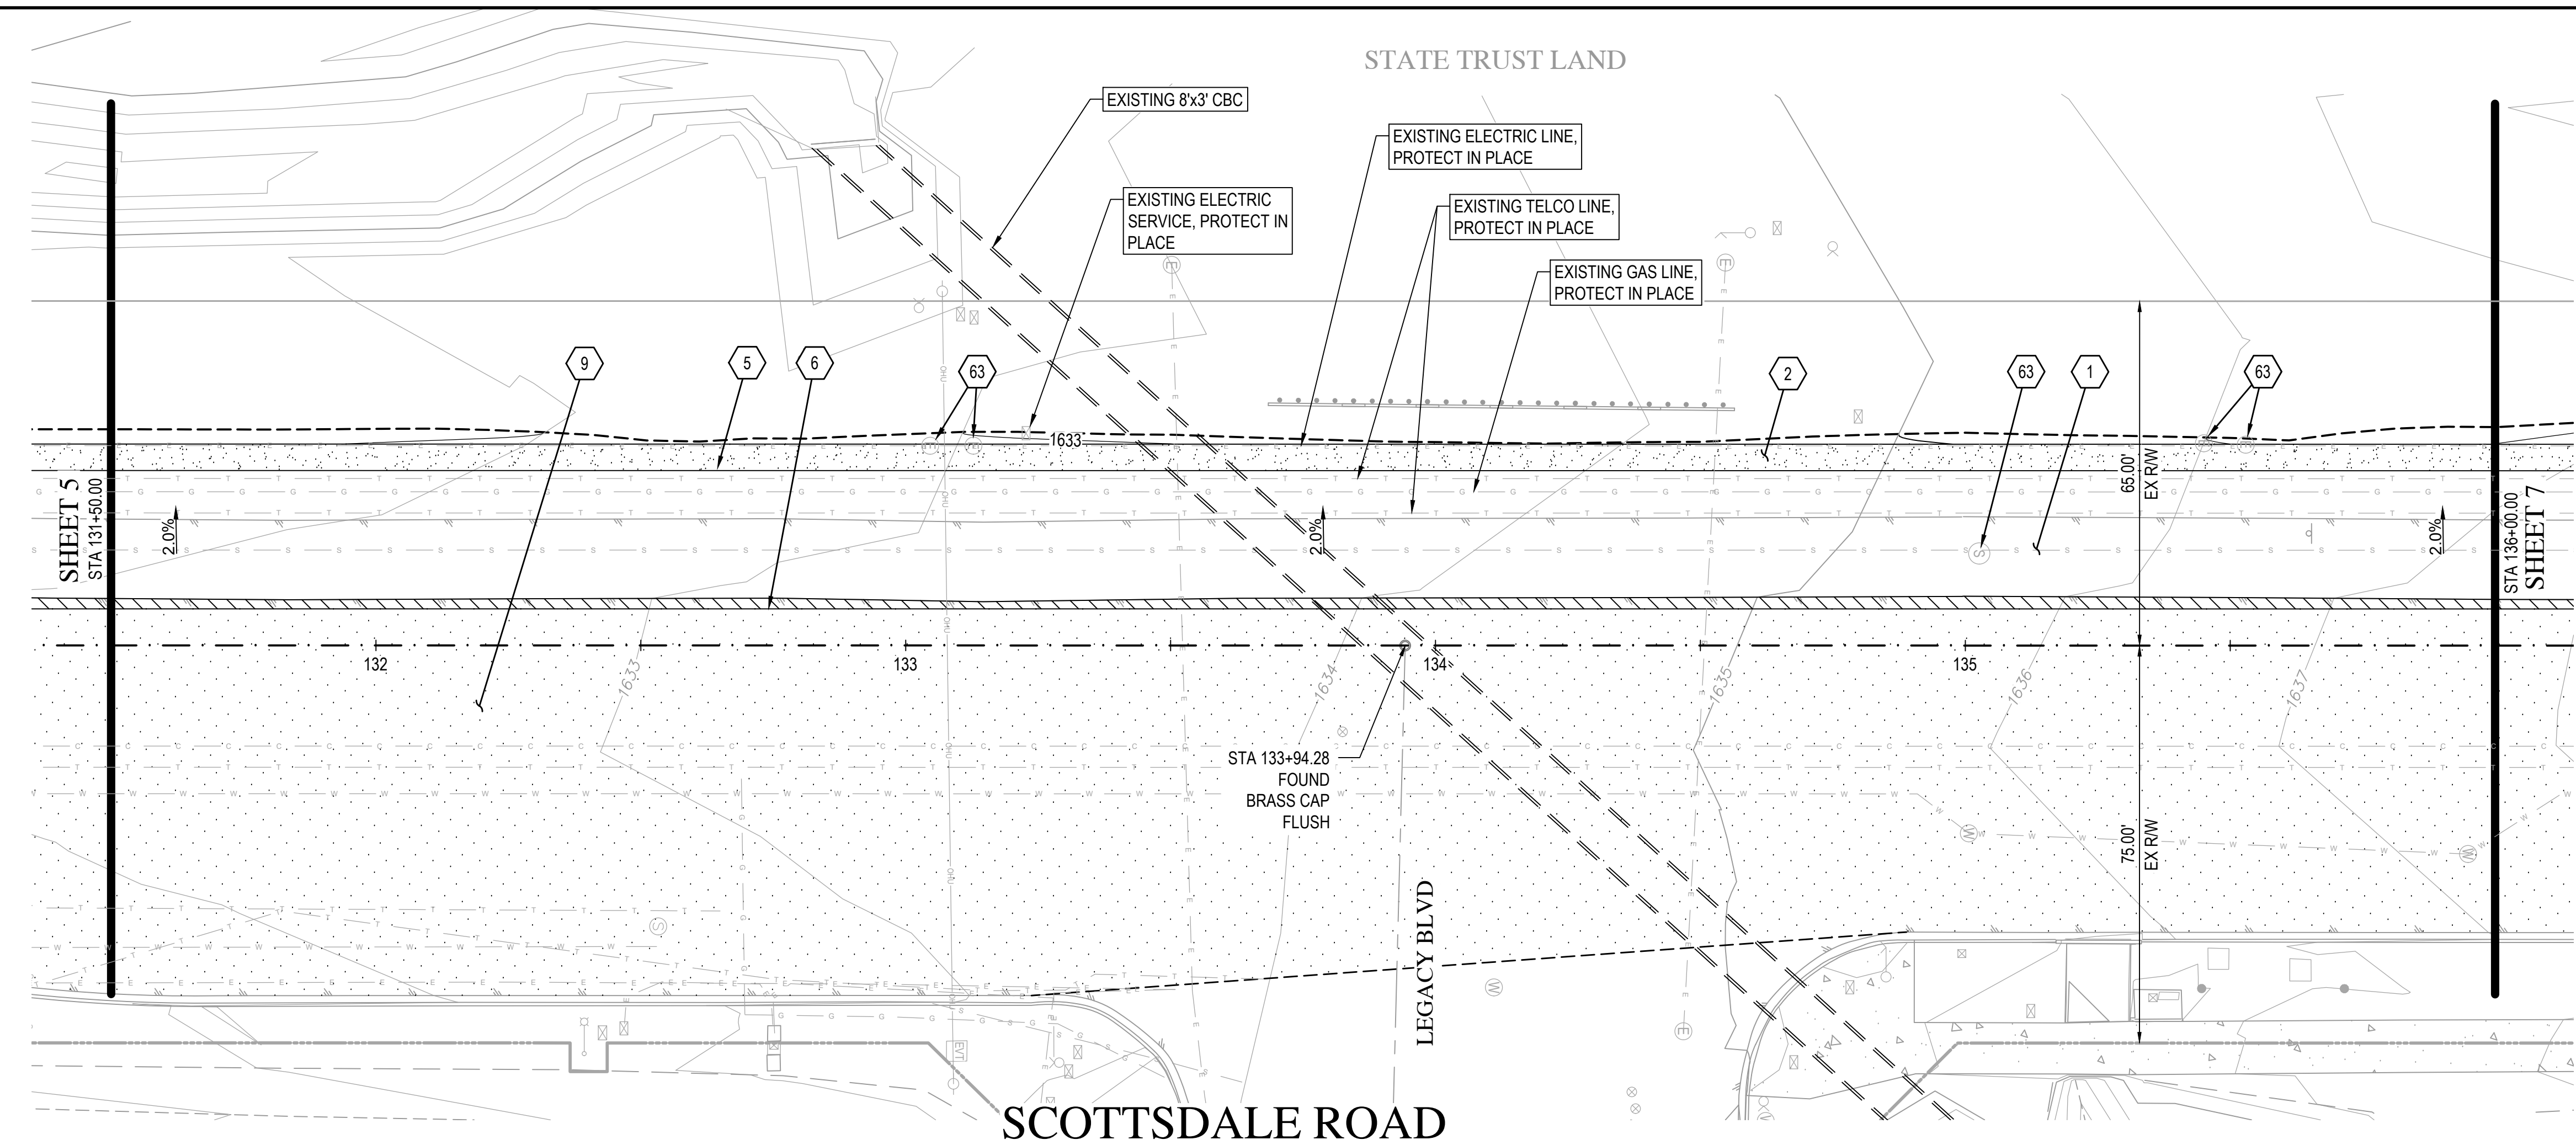 STATE TRUST LAND
EXISTING 8'x3' CBC
EXISTING ELECTRIC LINE,
PROTECT IN PLACE
EXISTING ELECTRIC
SERVICE, PROTECT IN
PLACE
EXISTING TELCO LINE,
PROTECT IN PLACE
EXISTING GAS LINE,
PROTECT IN PLACE
9
5
6
63
2
63
1
63
1633
65.00'
EX R/W
SHEET 5
STA 131+50.00
2.0%
2.0%
2.0%
STA 136+00.00
SHEET 7
132
133
134
135
1633
1634
1635
1636
1637
STA 133+94.28
FOUND
BRASS CAP
FLUSH
75.00'
EX R/W
LEGACY BLVD
EVT
SCOTTSDALE ROAD